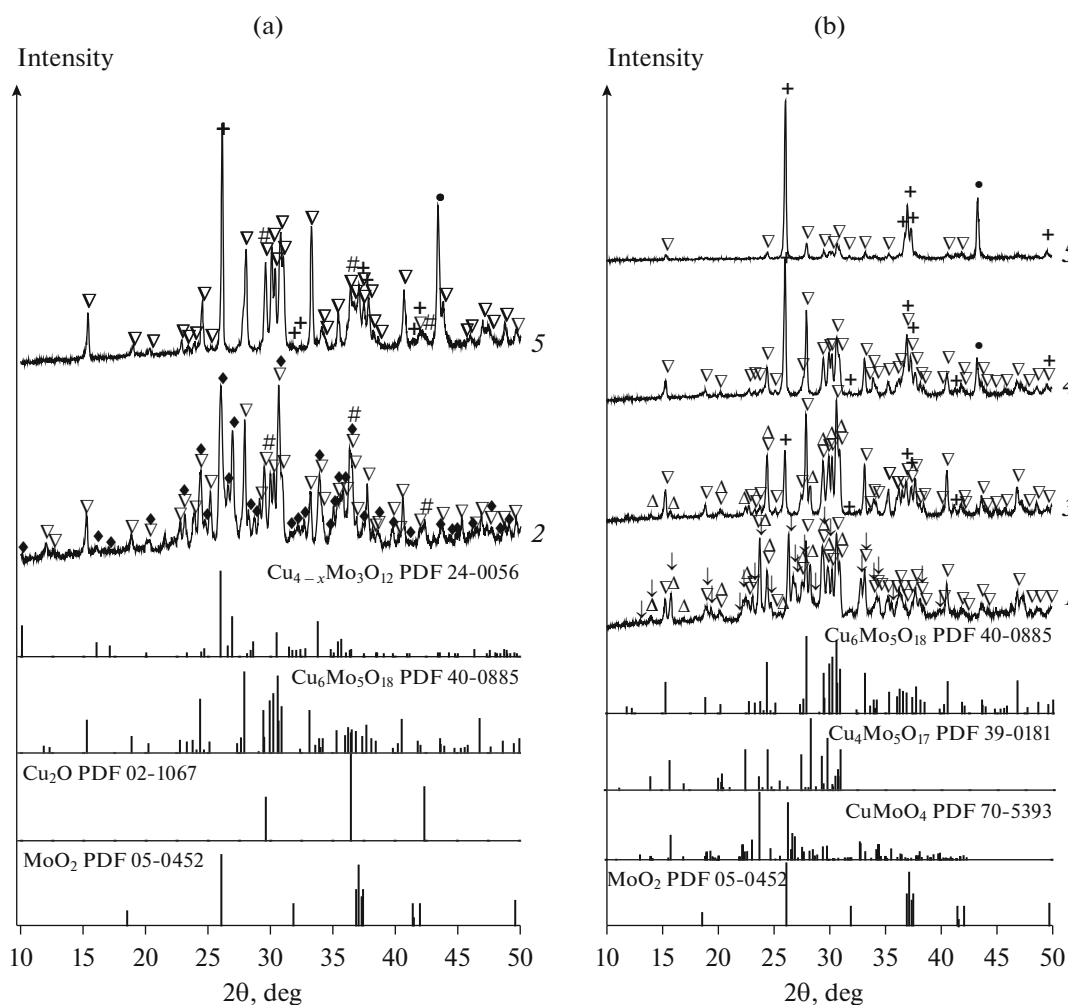 (a)
Intensity
5
2
Cu₄₋ₓMo₃O₁₂ PDF 24-0056
Cu₆Mo₅O₁₈ PDF 40-0885
Cu₂O PDF 02-1067
MoO₂ PDF 05-0452
10 15 20 25 30 35 40 45 50
2θ, deg
(b)
Intensity
4
3
Cu₆Mo₅O₁₈ PDF 40-0885
Cu₄Mo₅O₁₇ PDF 39-0181
CuMoO₄ PDF 70-5393
MoO₂ PDF 05-0452
10 15 20 25 30 35 40 45 50
2θ, deg